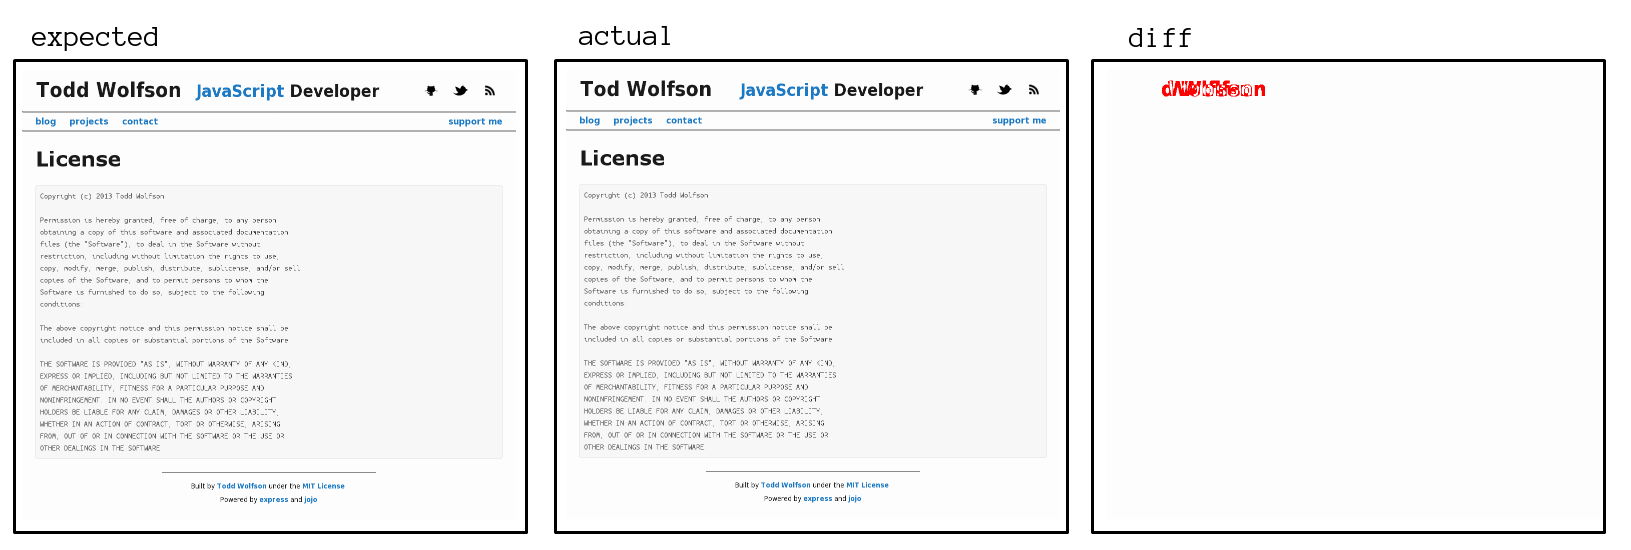 expected
Todd Wolfson JavaScript Developer
blog projects contact support me
License
Copyright (c) 2013 Todd Wolfson
Permission is hereby granted, free of charge, to any person
obtaining a copy of this software and associated documentation
files (the "Software"), to deal in the Software without
restriction, including without limitation the rights to use,
copy, modify, merge, publish, distribute, sublicense, and/or sell
copies of the Software, and to permit persons to whom the
Software is furnished to do so, subject to the following
conditions
The above copyright notice and this permission notice shall be
included in all copies or substantial portions of the Software
THE SOFTWARE IS PROVIDED "AS IS", WITHOUT WARRANTY OF ANY KIND,
EXPRESS OR IMPLIED, INCLUDING BUT NOT LIMITED TO THE WARRANTIES
OF MERCHANTABILITY, FITNESS FOR A PARTICULAR PURPOSE AND
NONINFRINGEMENT. IN NO EVENT SHALL THE AUTHORS OR COPYRIGHT
HOLDERS BE LIABLE FOR ANY CLAIM, DAMAGES OR OTHER LIABILITY,
WHETHER IN AN ACTION OF CONTRACT, TORT OR OTHERWISE, ARISING
FROM, OUT OF OR IN CONNECTION WITH THE SOFTWARE OR THE USE OR
OTHER DEALINGS IN THE SOFTWARE
Built by Todd Wolfson under the MIT License
Powered by express and jojo
actual
Tod Wolfson JavaScript Developer
blog projects contact support me
License
Copyright (c) 2013 Todd Wolfson
Permission is hereby granted, free of charge, to any person
obtaining a copy of this software and associated documentation
files (the "Software"), to deal in the Software without
restriction, including without limitation the rights to use,
copy, modify, merge, publish, distribute, sublicense, and/or sell
copies of the Software, and to permit persons to whom the
Software is furnished to do so, subject to the following
conditions
The above copyright notice and this permission notice shall be
included in all copies or substantial portions of the Software
THE SOFTWARE IS PROVIDED "AS IS", WITHOUT WARRANTY OF ANY KIND,
EXPRESS OR IMPLIED, INCLUDING BUT NOT LIMITED TO THE WARRANTIES
OF MERCHANTABILITY, FITNESS FOR A PARTICULAR PURPOSE AND
NONINFRINGEMENT. IN NO EVENT SHALL THE AUTHORS OR COPYRIGHT
HOLDERS BE LIABLE FOR ANY CLAIM, DAMAGES OR OTHER LIABILITY,
WHETHER IN AN ACTION OF CONTRACT, TORT OR OTHERWISE, ARISING
FROM, OUT OF OR IN CONNECTION WITH THE SOFTWARE OR THE USE OR
OTHER DEALINGS IN THE SOFTWARE
Built by Todd Wolfson under the MIT License
Powered by express and jojo
diff